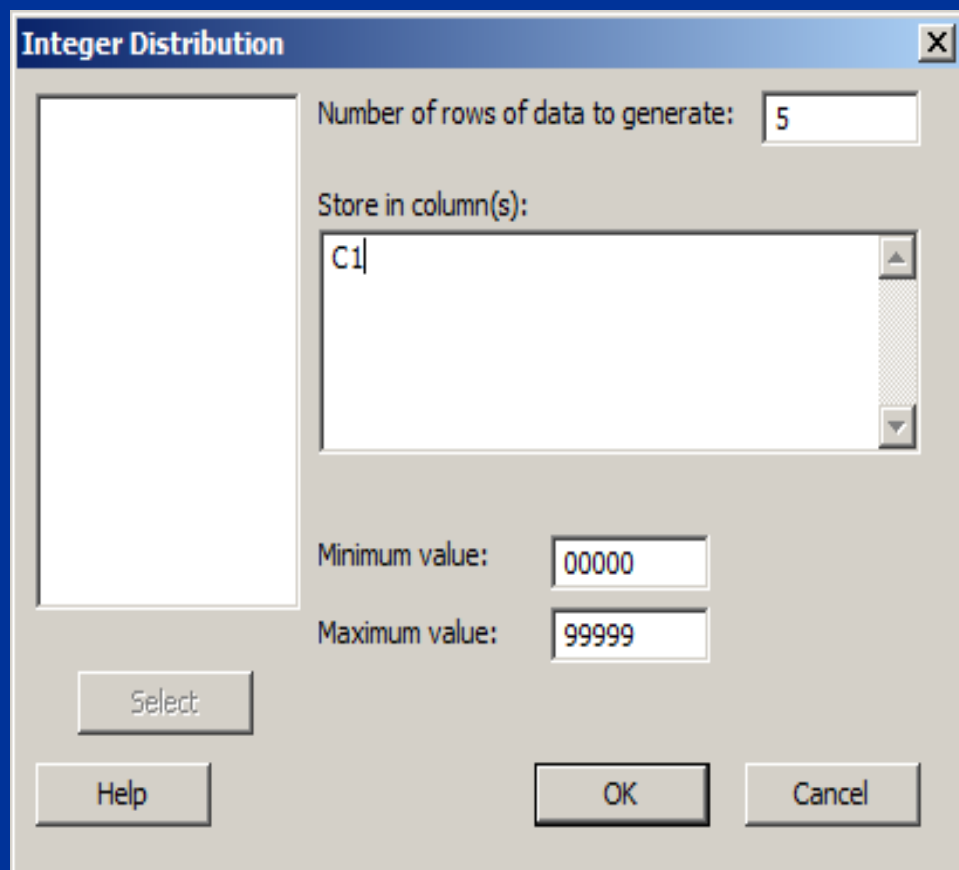 Integer Distribution
Number of rows of data to generate: 5
Store in column(s):
C1
Minimum value: 00000
Maximum value: 99999
Select
Help OK Cancel